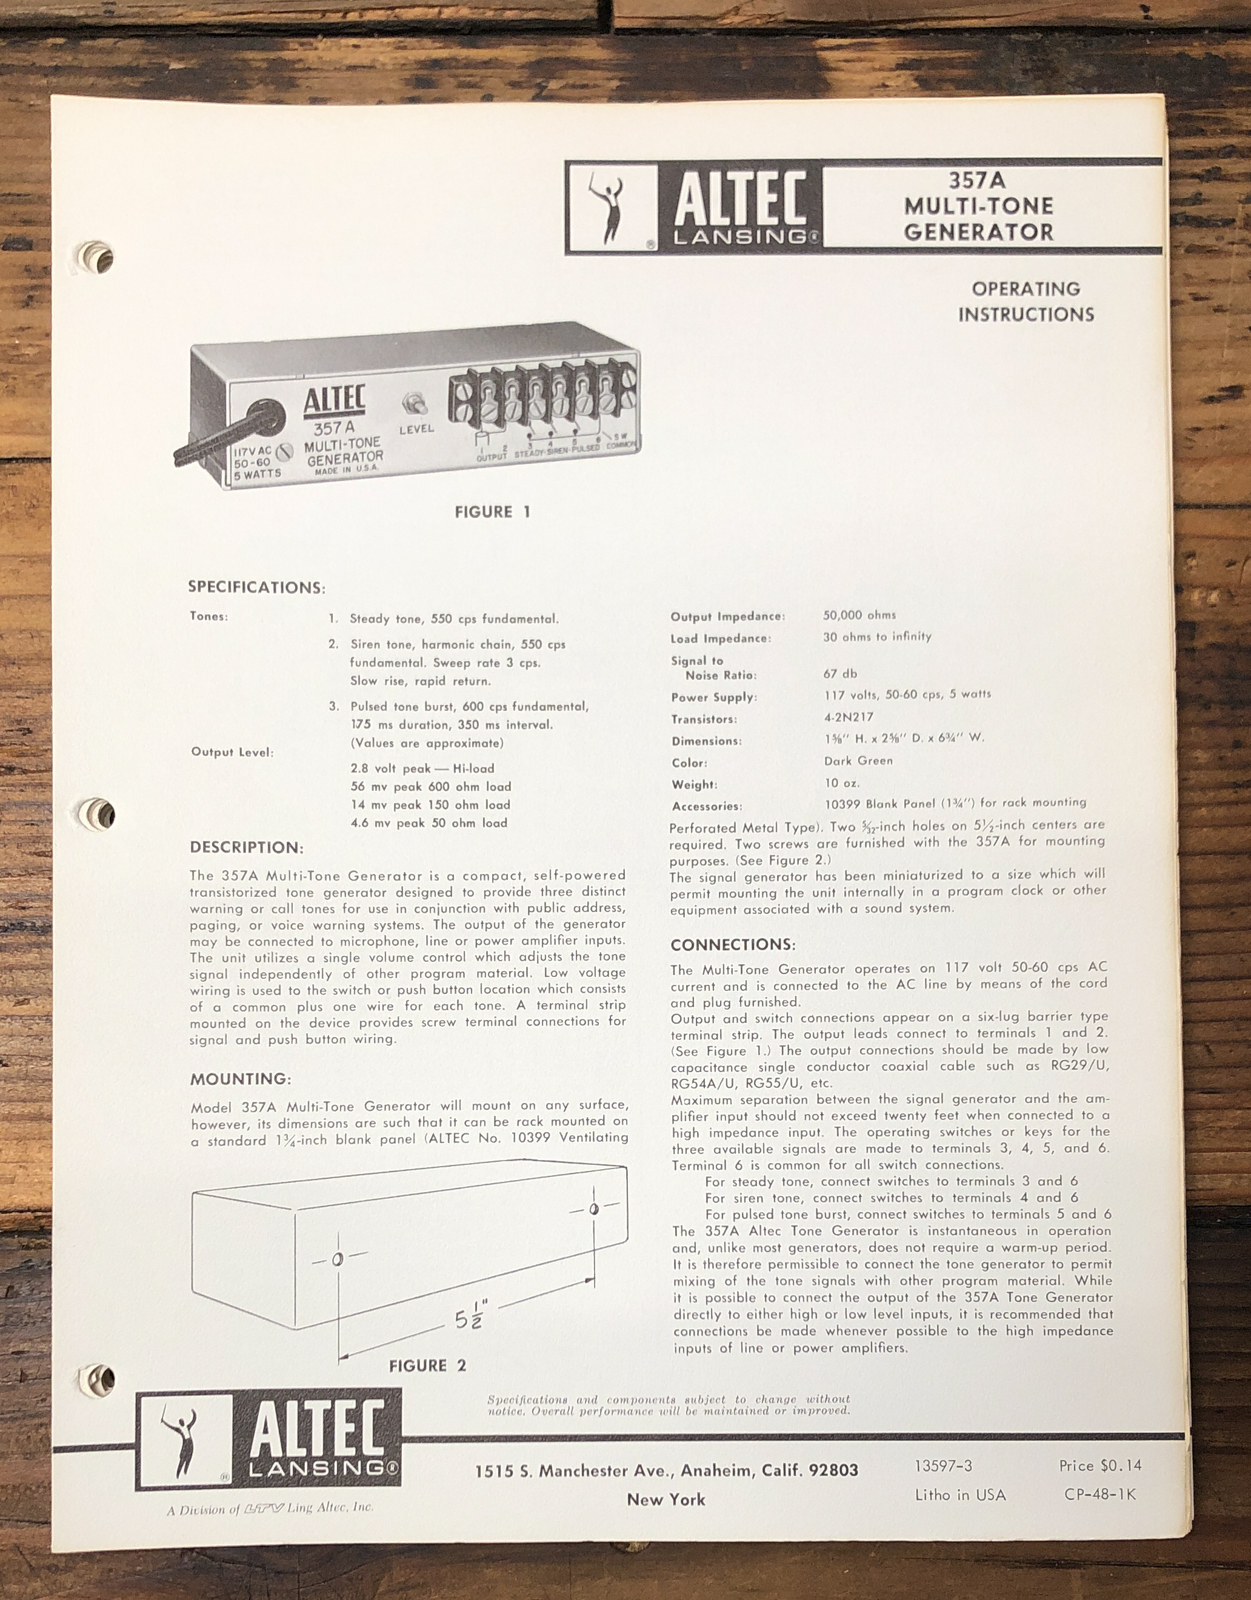 ALTEC
LANSING®
357A
MULTI-TONE
GENERATOR
OPERATING
INSTRUCTIONS
ALTEC
357A
MULTI-TONE
GENERATOR
MADE IN U.S.A.
117V AC
50-60
5 WATTS
LEVEL
1 2 3 4 5 6 5W
OUTPUT STEADY-SIREN-PULSED COMMON
FIGURE 1
SPECIFICATIONS:
Tones:
1. Steady tone, 550 cps fundamental.
2. Siren tone, harmonic chain, 550 cps
fundamental. Sweep rate 3 cps.
Slow rise, rapid return.
3. Pulsed tone burst, 600 cps fundamental,
175 ms duration, 350 ms interval.
(Values are approximate)
Output Level:
2.8 volt peak — Hi-load
56 mv peak 600 ohm load
14 mv peak 150 ohm load
4.6 mv peak 50 ohm load
DESCRIPTION:
The 357A Multi-Tone Generator is a compact, self-powered
transistorized tone generator designed to provide three distinct
warning or call tones for use in conjunction with public address,
paging, or voice warning systems. The output of the generator
may be connected to microphone, line or power amplifier inputs.
The unit utilizes a single volume control which adjusts the tone
signal independently of other program material. Low voltage
wiring is used to the switch or push button location which consists
of a common plus one wire for each tone. A terminal strip
mounted on the device provides screw terminal connections for
signal and push button wiring.
MOUNTING:
Model 357A Multi-Tone Generator will mount on any surface,
however, its dimensions are such that it can be rack mounted on
a standard 1¾-inch blank panel (ALTEC No. 10399 Ventilating
5 ½"
FIGURE 2
Output Impedance: 50,000 ohms
Load Impedance: 30 ohms to infinity
Signal to
Noise Ratio: 67 db
Power Supply: 117 volts, 50-60 cps, 5 watts
Transistors: 4-2N217
Dimensions: 1⅝" H. x 2⅝" D. x 6¾" W.
Color: Dark Green
Weight: 10 oz.
Accessories: 10399 Blank Panel (1¾") for rack mounting
Perforated Metal Type). Two 5/32-inch holes on 5½-inch centers are
required. Two screws are furnished with the 357A for mounting
purposes. (See Figure 2.)
The signal generator has been miniaturized to a size which will
permit mounting the unit internally in a program clock or other
equipment associated with a sound system.
CONNECTIONS:
The Multi-Tone Generator operates on 117 volt 50-60 cps AC
current and is connected to the AC line by means of the cord
and plug furnished.
Output and switch connections appear on a six-lug barrier type
terminal strip. The output leads connect to terminals 1 and 2.
(See Figure 1.) The output connections should be made by low
capacitance single conductor coaxial cable such as RG29/U,
RG54A/U, RG55/U, etc.
Maximum separation between the signal generator and the am-
plifier input should not exceed twenty feet when connected to a
high impedance input. The operating switches or keys for the
three available signals are made to terminals 3, 4, 5, and 6.
Terminal 6 is common for all switch connections.
For steady tone, connect switches to terminals 3 and 6
For siren tone, connect switches to terminals 4 and 6
For pulsed tone burst, connect switches to terminals 5 and 6
The 357A Altec Tone Generator is instantaneous in operation
and, unlike most generators, does not require a warm-up period.
It is therefore permissible to connect the tone generator to permit
mixing of the tone signals with other program material. While
it is possible to connect the output of the 357A Tone Generator
directly to either high or low level inputs, it is recommended that
connections be made whenever possible to the high impedance
inputs of line or power amplifiers.
Specifications and components subject to change without
notice. Overall performance will be maintained or improved.
ALTEC
LANSING®
A Division of LTV Ling Altec, Inc.
1515 S. Manchester Ave., Anaheim, Calif. 92803
New York
13597-3
Litho in USA
Price $0.14
CP-48-1K